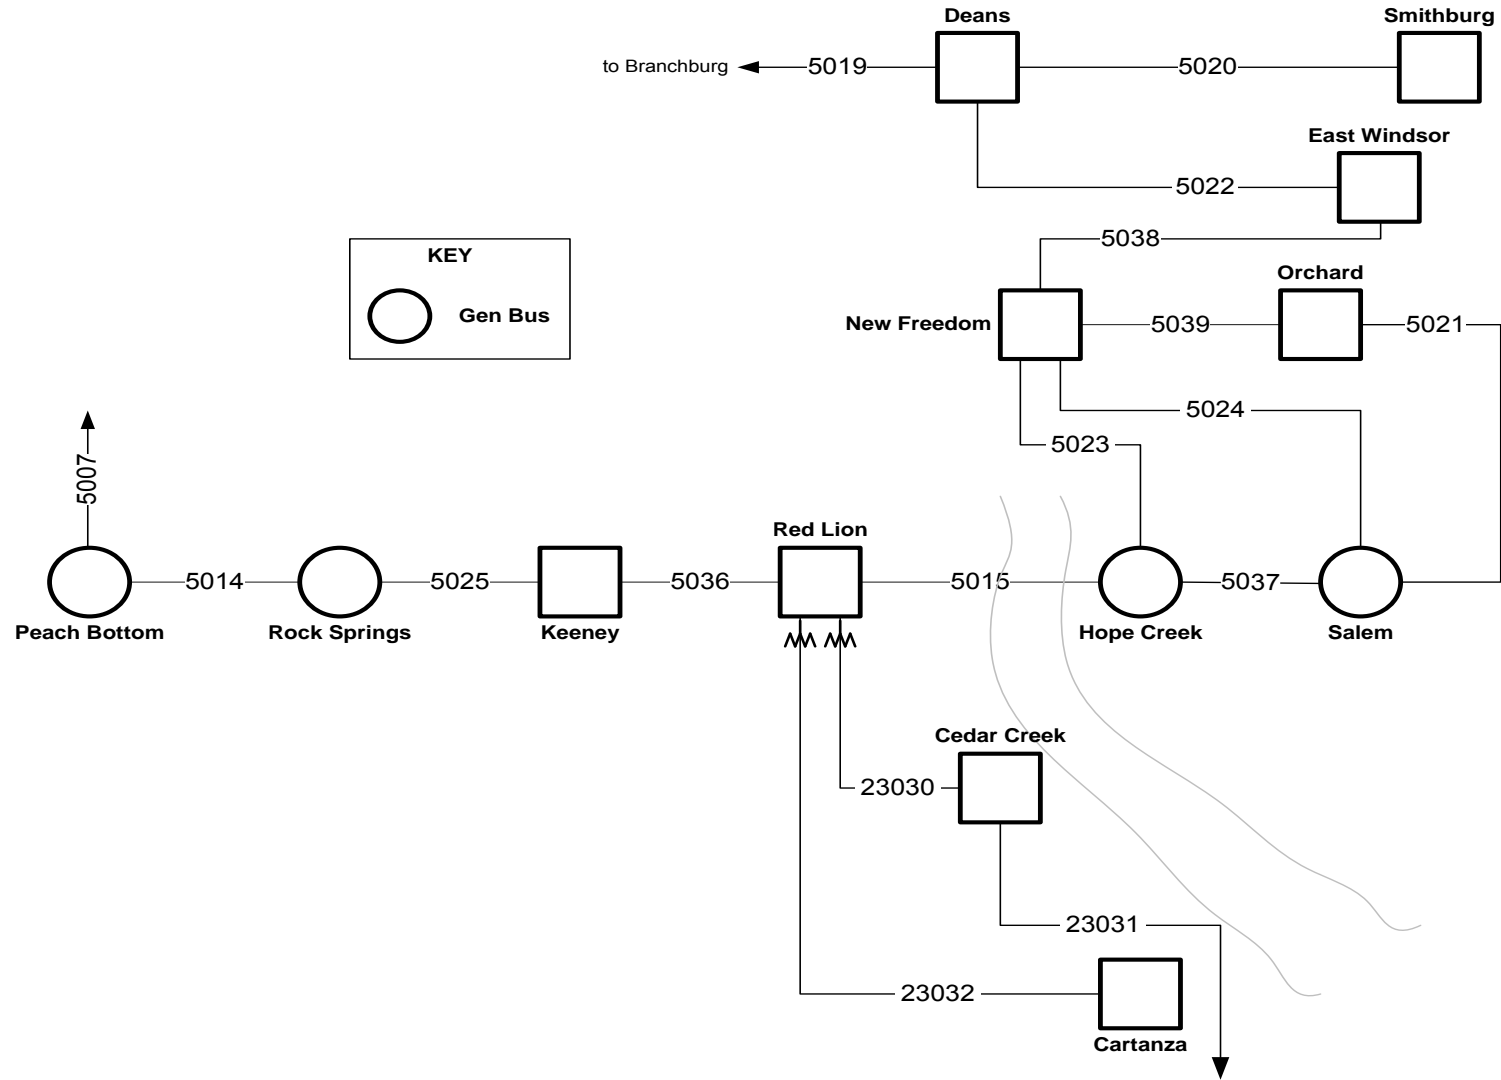 Deans
Smithburg
to Branchburg
5019
5020
East Windsor
5022
5038
KEY
Gen Bus
Orchard
New Freedom
5039
5021
5024
5023
5007
Red Lion
5014
5025
5036
5015
5037
Peach Bottom
Rock Springs
Keeney
Hope Creek
Salem
Cedar Creek
23030
23031
23032
Cartanza